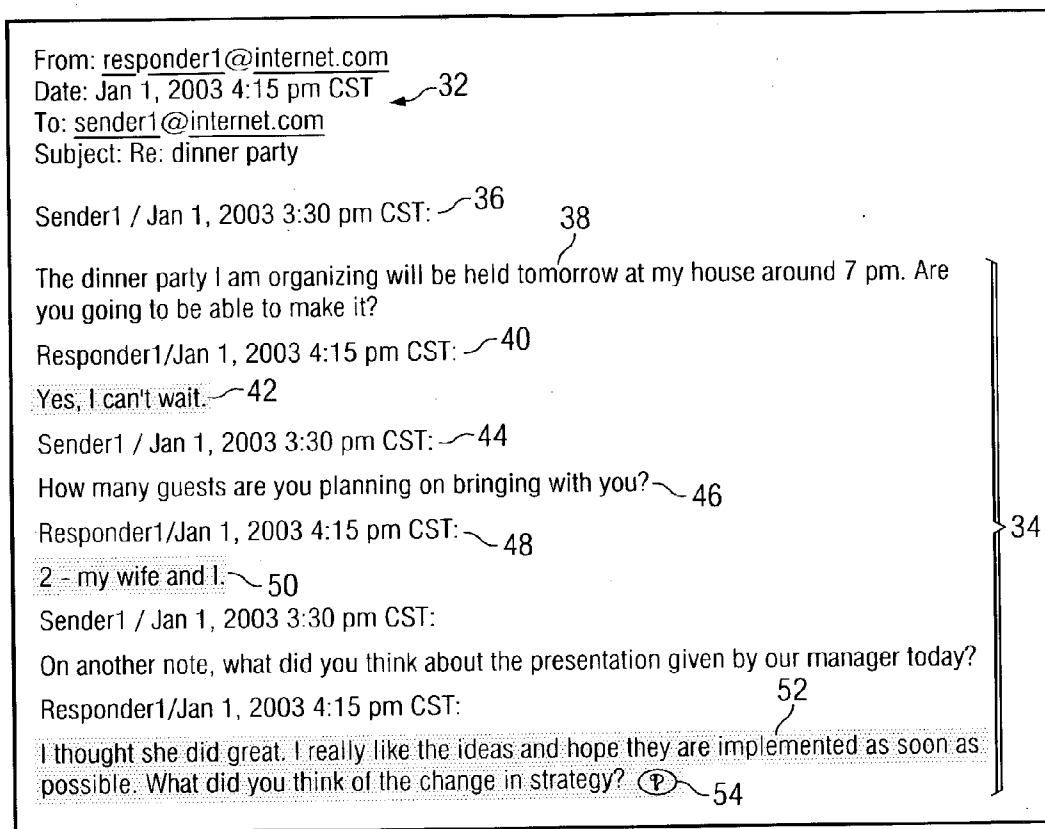 From: responder1@internet.com
Date: Jan 1, 2003 4:15 pm CST 32
To: sender1@internet.com
Subject: Re: dinner party
Sender1 / Jan 1, 2003 3:30 pm CST: 36
38
The dinner party I am organizing will be held tomorrow at my house around 7 pm. Are
you going to be able to make it?
Responder1/Jan 1, 2003 4:15 pm CST: 40
Yes, I can't wait. 42
Sender1 / Jan 1, 2003 3:30 pm CST: 44
How many guests are you planning on bringing with you? 46
Responder1/Jan 1, 2003 4:15 pm CST: 48
34
2 - my wife and I. 50
Sender1 / Jan 1, 2003 3:30 pm CST:
On another note, what did you think about the presentation given by our manager today?
Responder1/Jan 1, 2003 4:15 pm CST:
52
I thought she did great. I really like the ideas and hope they are implemented as soon as
possible. What did you think of the change in strategy? P 54